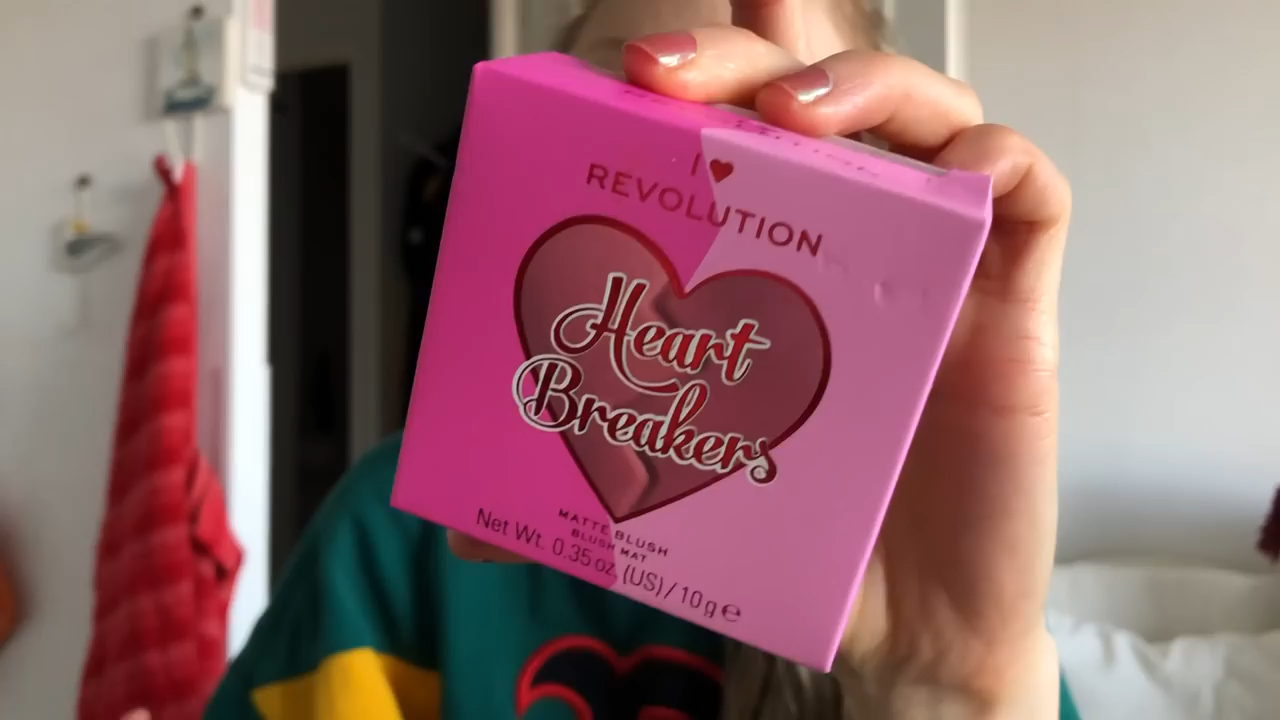 I ♥
REVOLUTION
Heart
Breakers
MATTE BLUSH
BLUSH MAT
Net Wt. 0.35 oz. (US) / 10g ℮